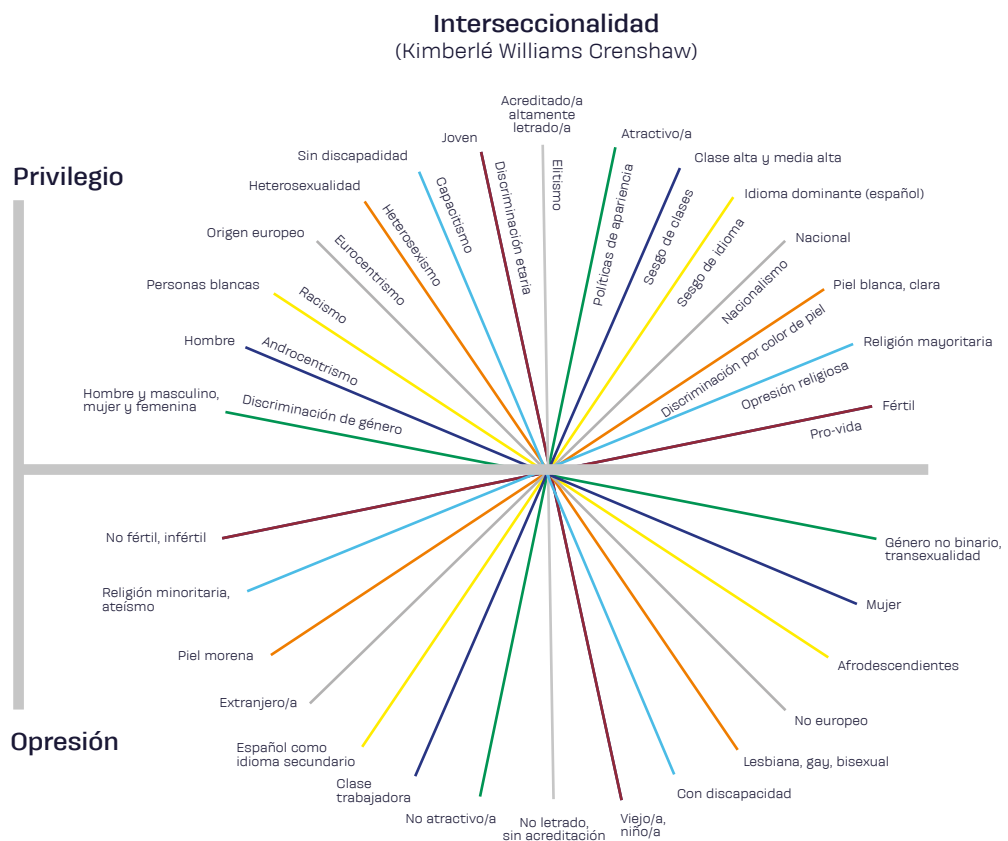 Interseccionalidad
(Kimberlé Williams Crenshaw)
Privilegio
Acreditado/a
altamente
letrado/a
Joven
Atractivo/a
Sin discapadidad
Clase alta y media alta
Heterosexualidad
Idioma dominante (español)
Origen europeo
Nacional
Personas blancas
Piel blanca, clara
Hombre
Religión mayoritaria
Hombre y masculino,
mujer y femenina
Fértil
Discriminación de género
Androcentrismo
Racismo
Eurocentrismo
Heterosexismo
Capacitismo
Discriminación etaria
Elitismo
Políticas de apariencia
Sesgo de clases
Sesgo de idioma
Nacionalismo
Discriminación por color de piel
Opresión religiosa
Pro-vida
No fértil, infértil
Género no binario,
transexualidad
Religión minoritaria,
ateísmo
Mujer
Piel morena
Afrodescendientes
Extranjero/a
No europeo
Opresión
Español como
idioma secundario
Lesbiana, gay, bisexual
Clase
trabajadora
Con discapacidad
No atractivo/a
No letrado,
sin acreditación
Viejo/a,
niño/a